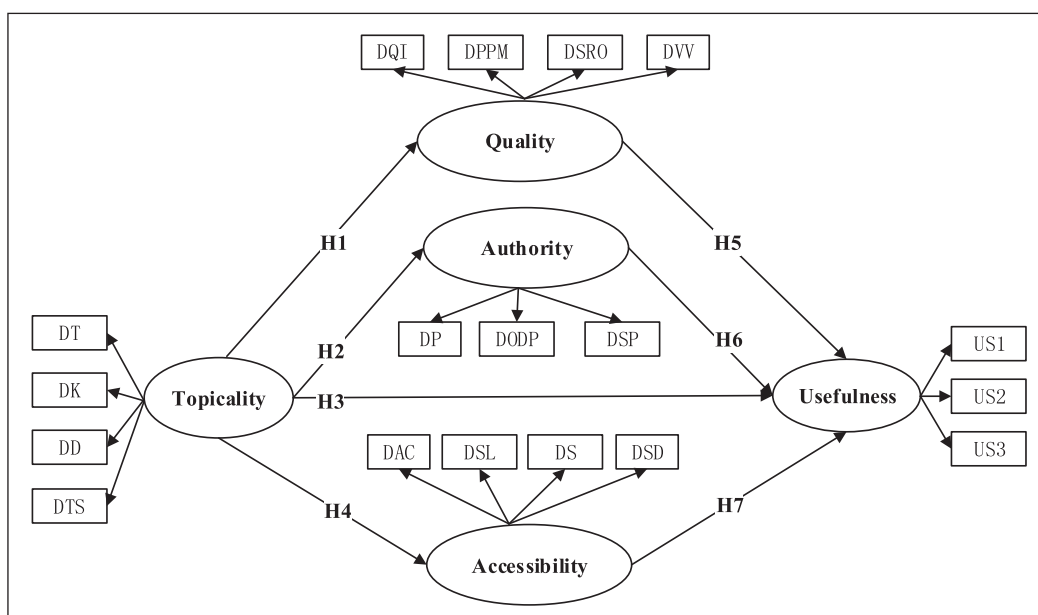 DQI DPPM DSRO DVV
Quality
H1 H5
Authority
DT DP DODP DSP US1
H2 H6
DK Topicality H3 Usefulness US2
DD DAC DSL DS DSD US3
DTS H4 H7
Accessibility